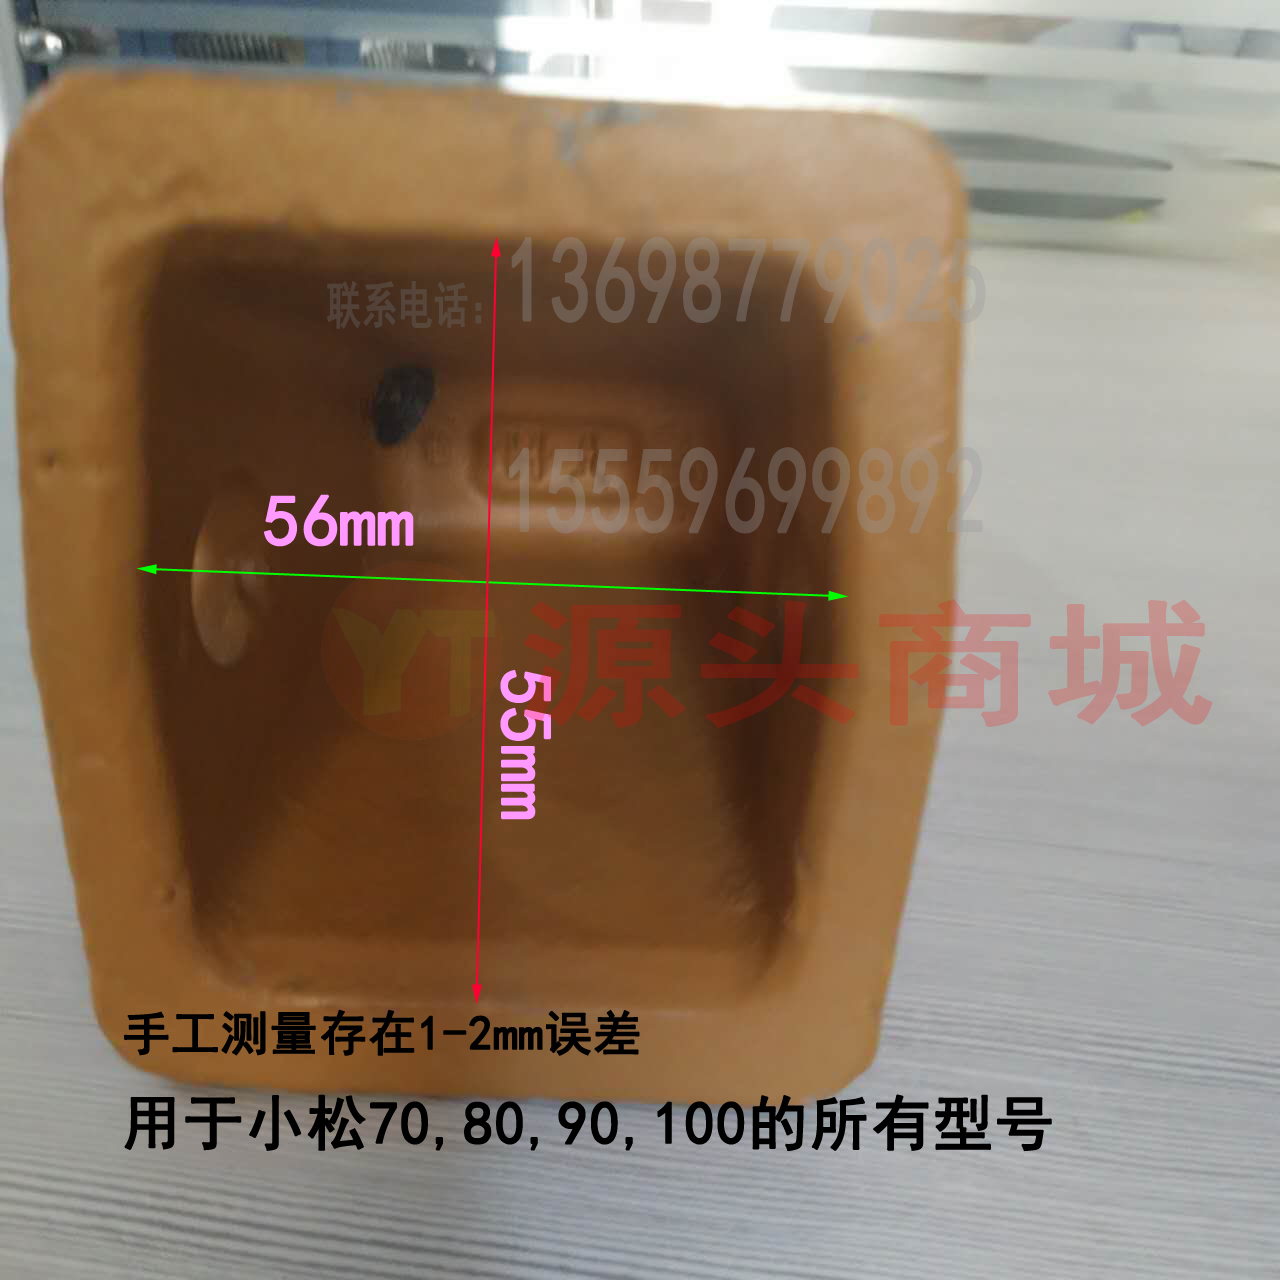 联系电话：13698779025
15559699892
56mm
YT源头商城
55mm
手工测量存在1-2mm误差
用于小松70,80,90,100的所有型号